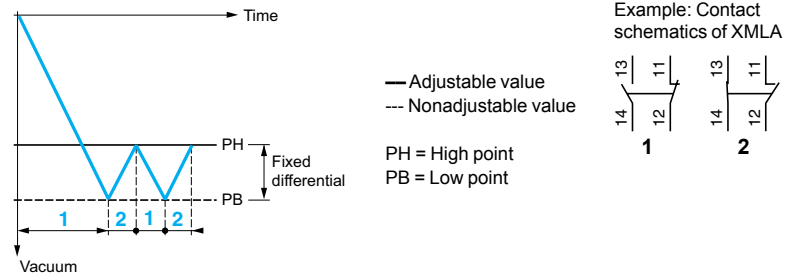 Time
PH
Fixed
differential
PB
1 2 1 2
Vacuum
— Adjustable value
--- Nonadjustable value
PH = High point
PB = Low point
Example: Contact
schematics of XMLA
13 11
14 12
1
13 11
14 12
2